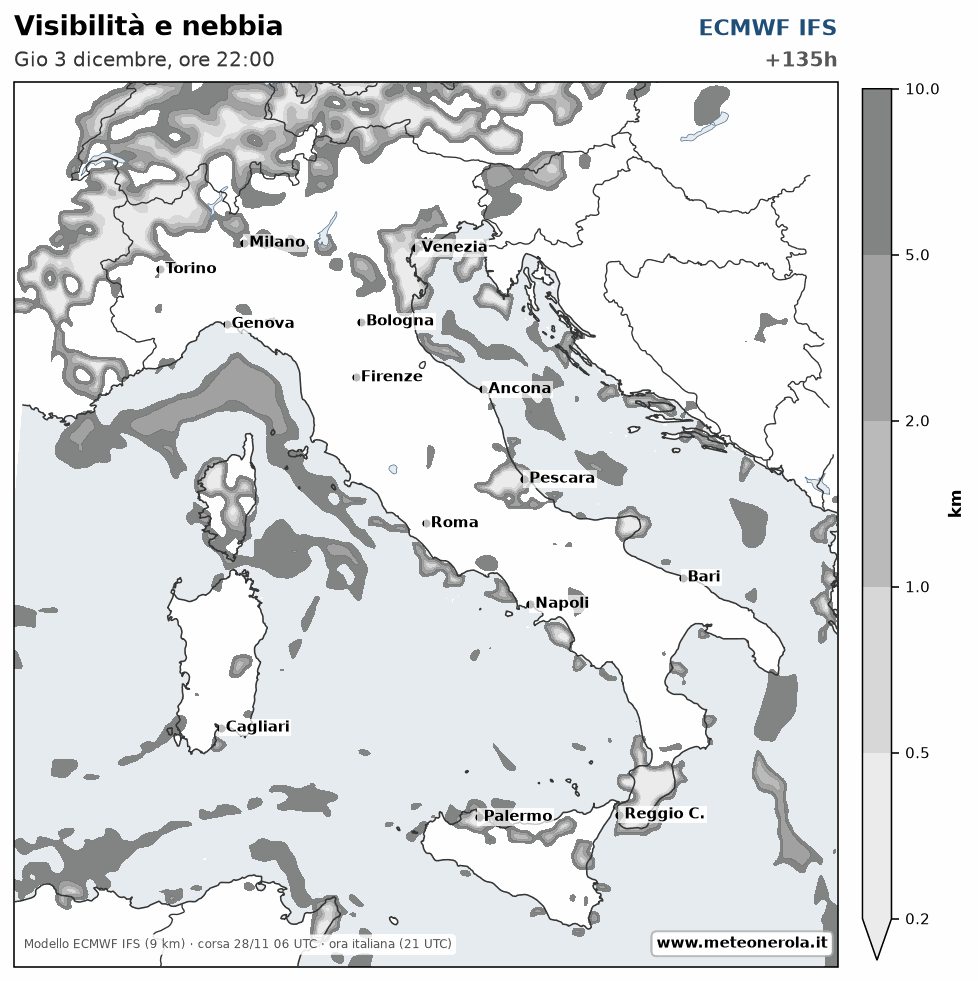 Visibilità e nebbia
ECMWF IFS
Gio 3 dicembre, ore 22:00
+135h
10.0
5.0
2.0
1.0
0.5
0.2
km
Milano
Venezia
Torino
Genova
Bologna
Firenze
Ancona
Pescara
Roma
Bari
Napoli
Cagliari
Palermo
Reggio C.
Modello ECMWF IFS (9 km) · corsa 28/11 06 UTC · ora italiana (21 UTC)
www.meteonerola.it